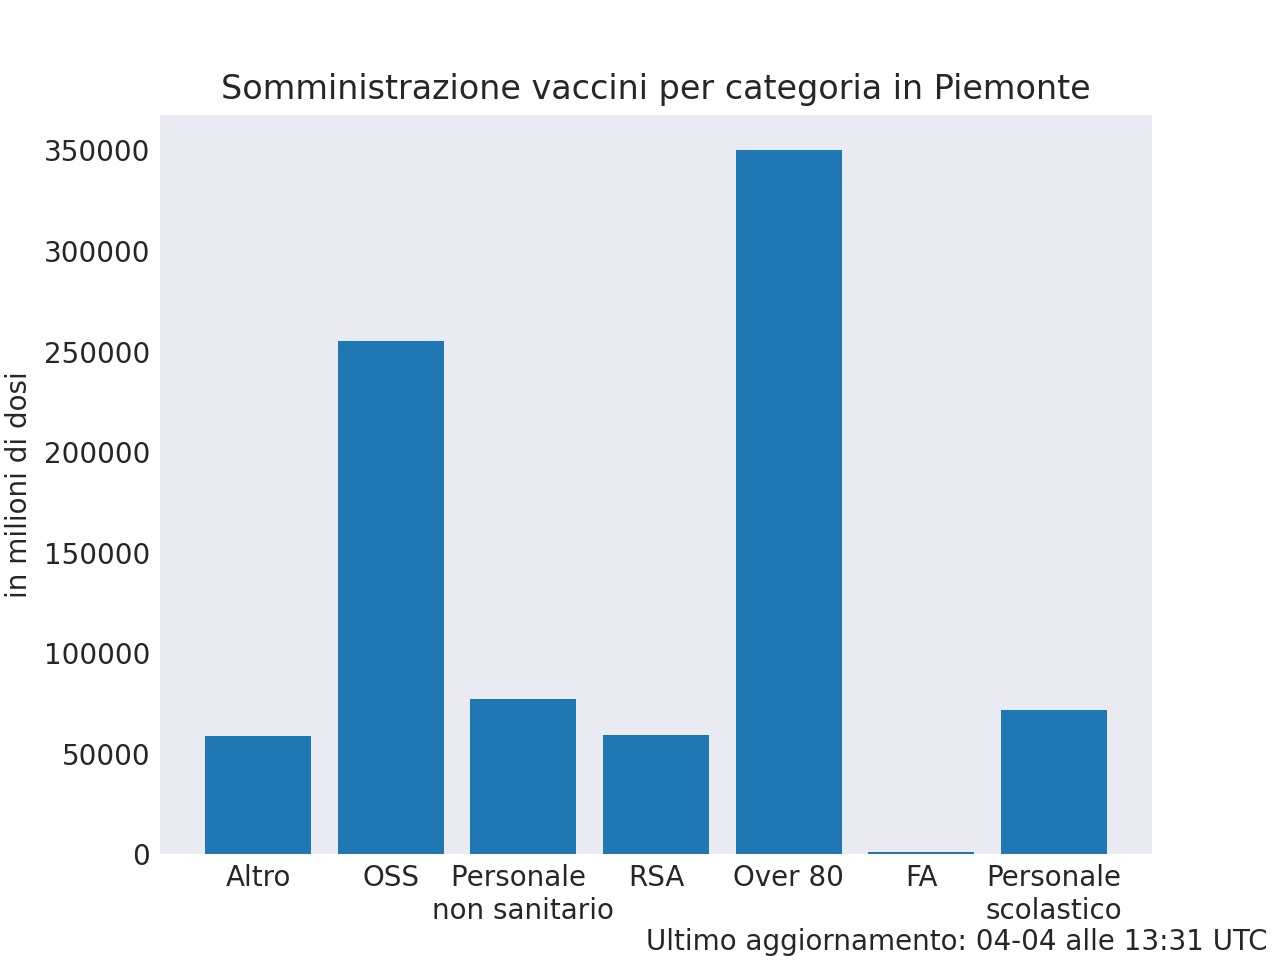 Somministrazione vaccini per categoria in Piemonte
350000
300000
250000
200000
150000
100000
50000
0
in milioni di dosi
Altro
OSS
Personale
non sanitario
RSA
Over 80
FA
Personale
scolastico
Ultimo aggiornamento: 04-04 alle 13:31 UTC